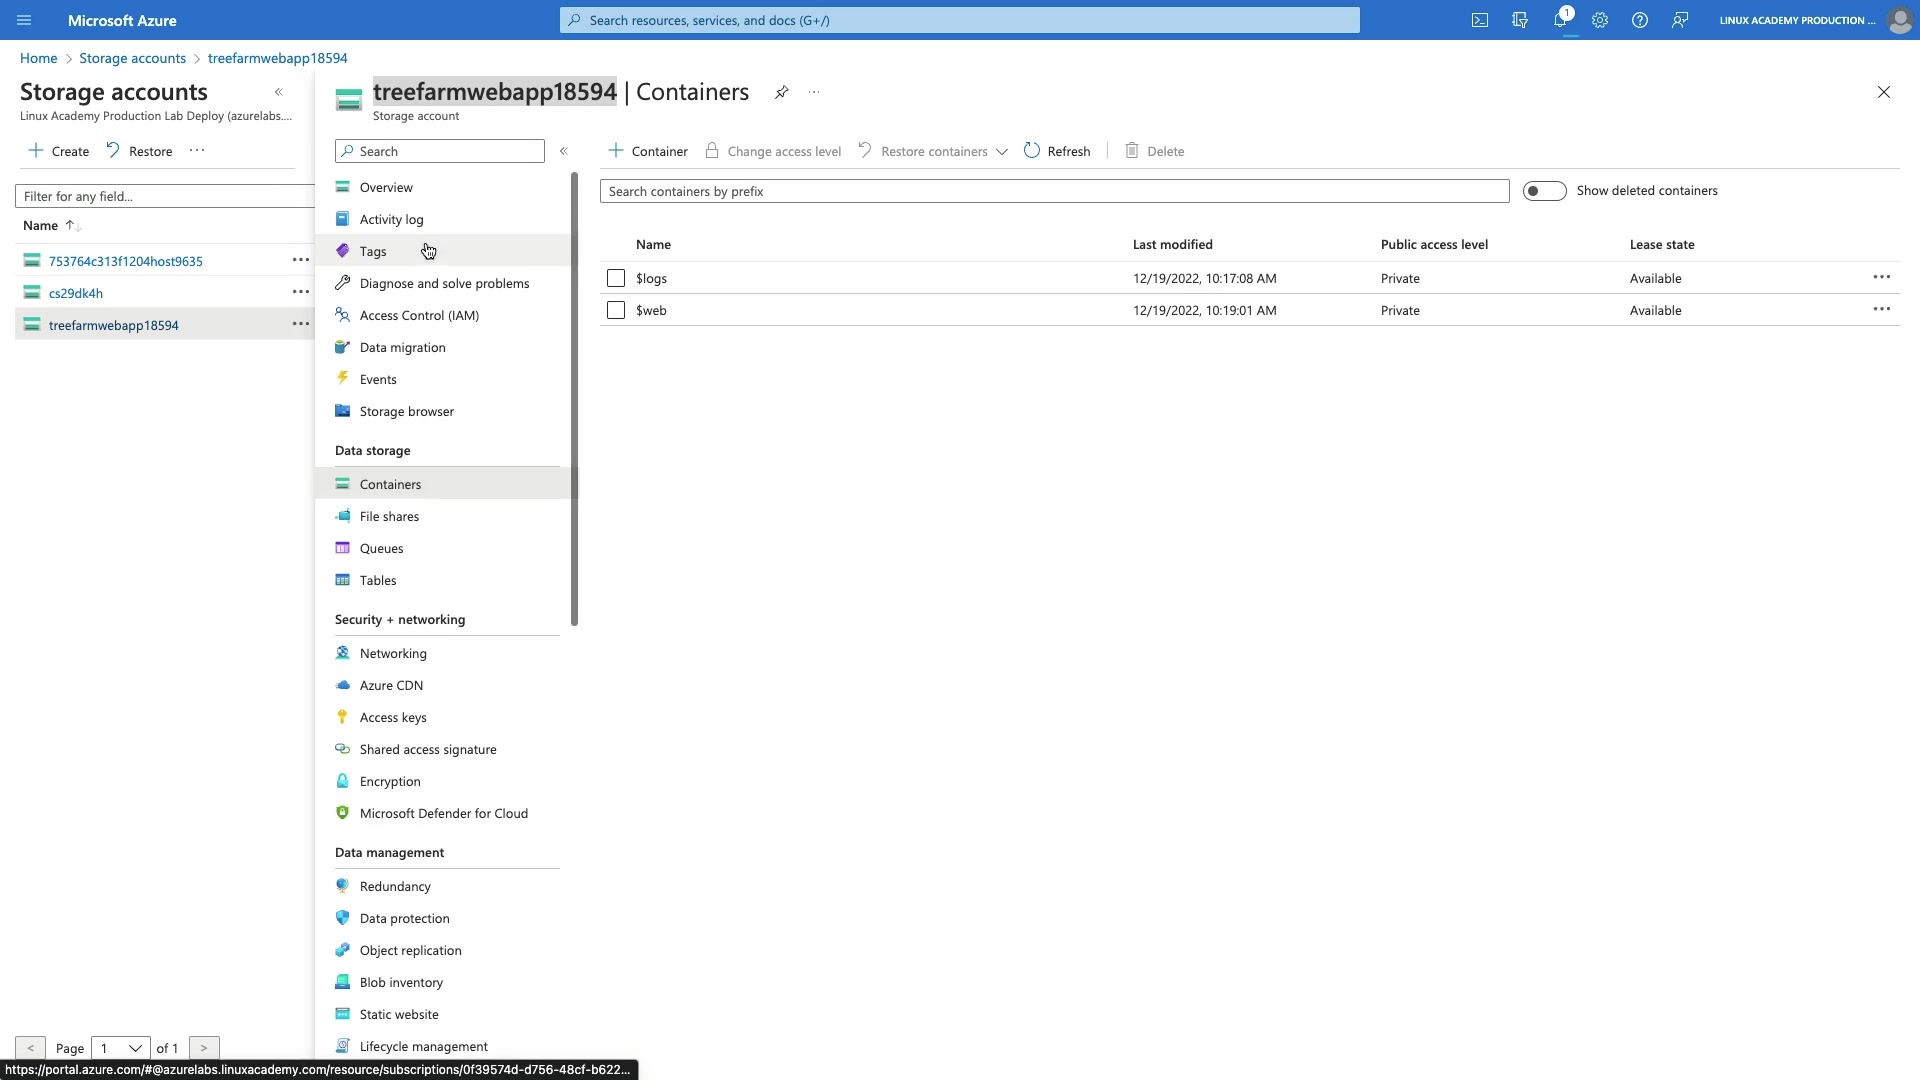 Microsoft Azure
Search resources, services, and docs (G+/)
1
LINUX ACADEMY PRODUCTION ...
Home > Storage accounts > treefarmwebapp18594
Storage accounts
Linux Academy Production Lab Deploy (azurelabs....
Create Restore ...
Filter for any field...
Name
753764c313f1204host9635
cs29dk4h
treefarmwebapp18594
< Page 1 of 1 >
treefarmwebapp18594 | Containers
Storage account
Search
Overview
Activity log
Tags
Diagnose and solve problems
Access Control (IAM)
Data migration
Events
Storage browser
Data storage
Containers
File shares
Queues
Tables
Security + networking
Networking
Azure CDN
Access keys
Shared access signature
Encryption
Microsoft Defender for Cloud
Data management
Redundancy
Data protection
Object replication
Blob inventory
Static website
Lifecycle management
Container Change access level Restore containers Refresh Delete
Search containers by prefix
Show deleted containers
Name Last modified Public access level Lease state
$logs 12/19/2022, 10:17:08 AM Private Available
$web 12/19/2022, 10:19:01 AM Private Available
https://portal.azure.com/#@azurelabs.linuxacademy.com/resource/subscriptions/0f39574d-d756-48cf-b622...